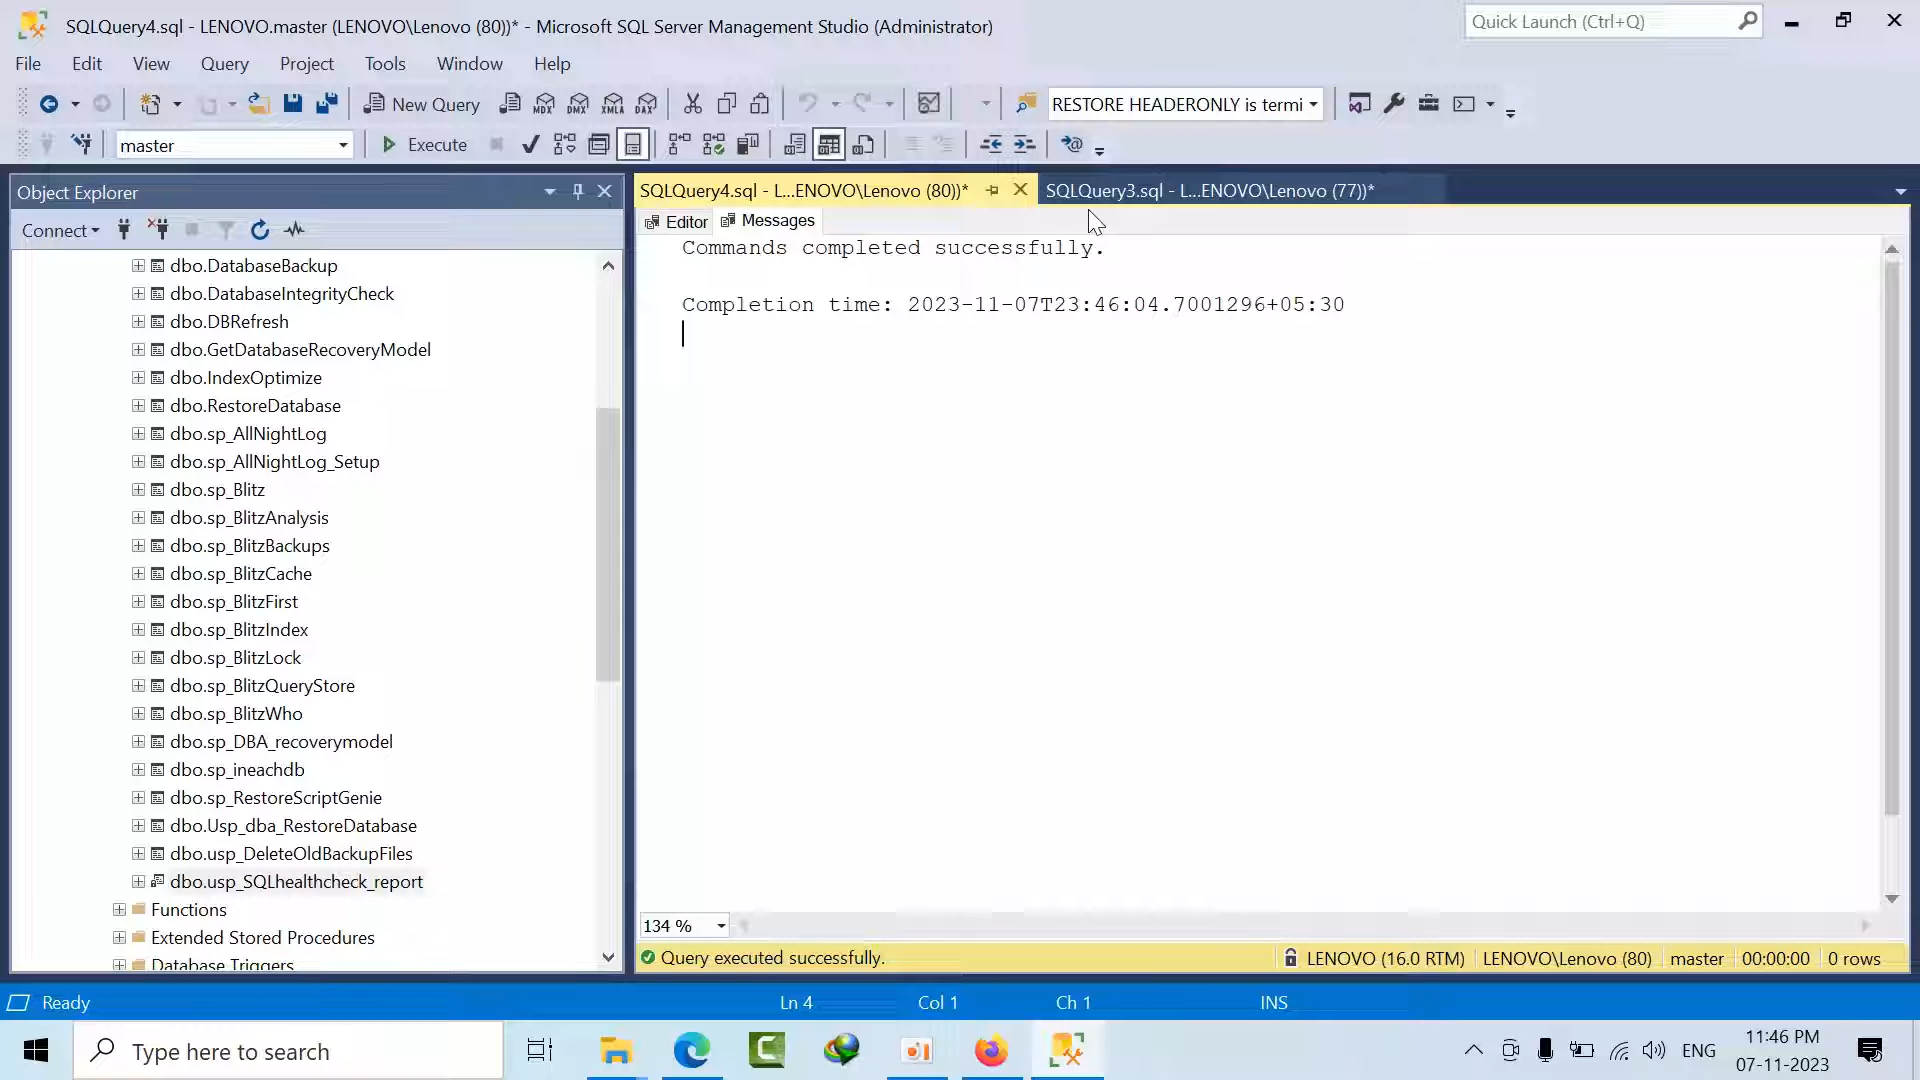 SQLQuery4.sql - LENOVO.master (LENOVO\Lenovo (80))* - Microsoft SQL Server Management Studio (Administrator)
Quick Launch (Ctrl+Q)
File Edit View Query Project Tools Window Help
New Query MDX DMX XMLA DAX RESTORE HEADERONLY is termi
master Execute
Object Explorer
SQLQuery4.sql - L...ENOVO\Lenovo (80))* SQLQuery3.sql - L...ENOVO\Lenovo (77))*
Connect
Editor Messages
Commands completed successfully.
Completion time: 2023-11-07T23:46:04.7001296+05:30
dbo.DatabaseBackup
dbo.DatabaseIntegrityCheck
dbo.DBRefresh
dbo.GetDatabaseRecoveryModel
dbo.IndexOptimize
dbo.RestoreDatabase
dbo.sp_AllNightLog
dbo.sp_AllNightLog_Setup
dbo.sp_Blitz
dbo.sp_BlitzAnalysis
dbo.sp_BlitzBackups
dbo.sp_BlitzCache
dbo.sp_BlitzFirst
dbo.sp_BlitzIndex
dbo.sp_BlitzLock
dbo.sp_BlitzQueryStore
dbo.sp_BlitzWho
dbo.sp_DBA_recoverymodel
dbo.sp_ineachdb
dbo.sp_RestoreScriptGenie
dbo.Usp_dba_RestoreDatabase
dbo.usp_DeleteOldBackupFiles
dbo.usp_SQLhealthcheck_report
Functions
Extended Stored Procedures
Database Triggers
134 %
Query executed successfully. LENOVO (16.0 RTM) LENOVO\Lenovo (80) master 00:00:00 0 rows
Ready Ln 4 Col 1 Ch 1 INS
Type here to search
ENG
11:46 PM
07-11-2023